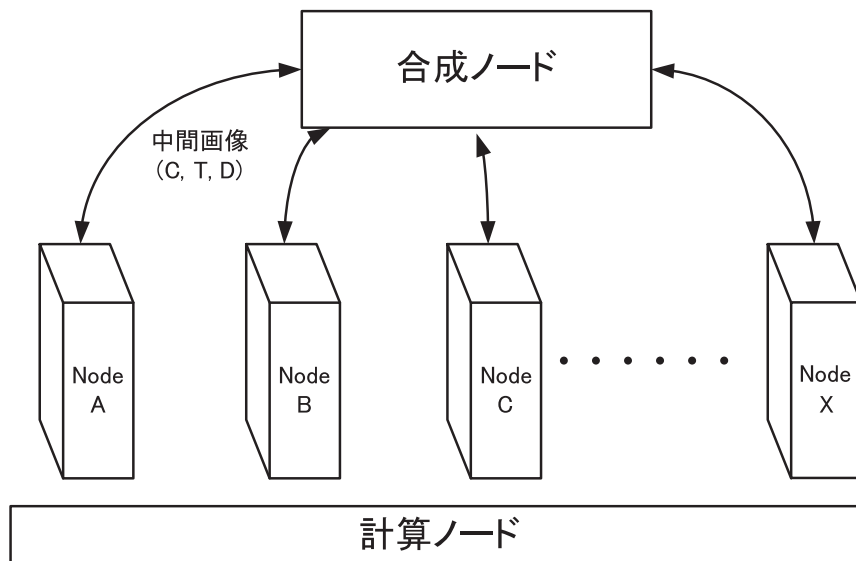 合成ノード
中間画像
(C, T, D)
Node
A
Node
B
Node
C
Node
X
計算ノード